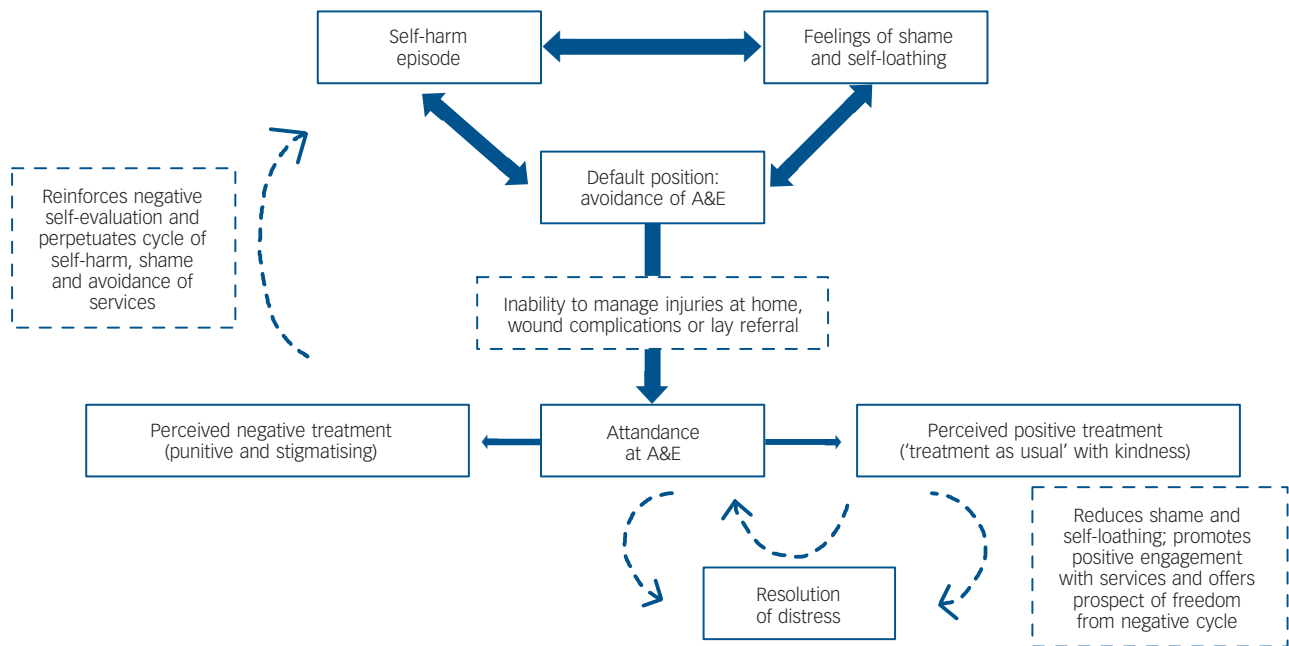 Self-harm
episode
Feelings of shame
and self-loathing
Default position:
avoidance of A&E
Reinforces negative
self-evaluation and
perpetuates cycle of
self-harm, shame
and avoidance of
services
Inability to manage injuries at home,
wound complications or lay referral
Perceived negative treatment
(punitive and stigmatising)
Attandance
at A&E
Perceived positive treatment
(‘treatment as usual’ with kindness)
Reduces shame and
self-loathing; promotes
positive engagement
with services and offers
prospect of freedom
from negative cycle
Resolution
of distress